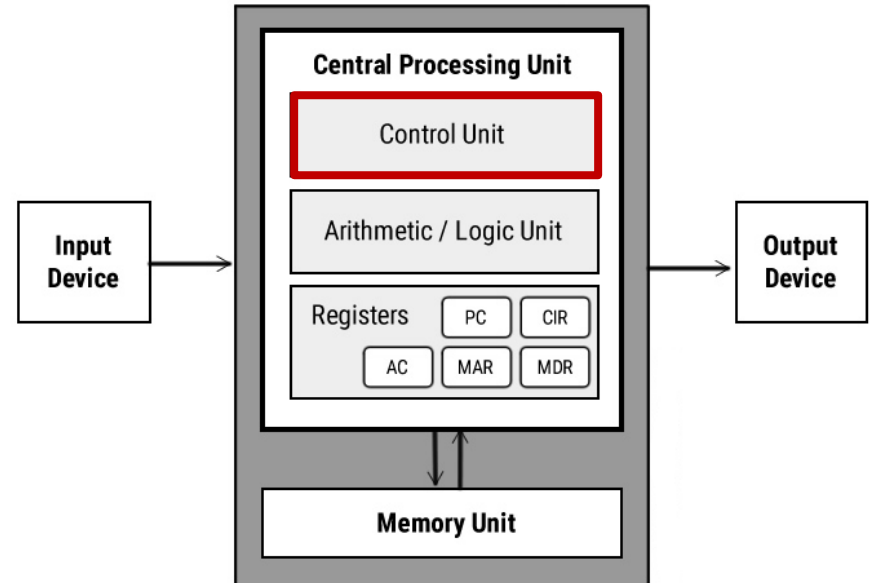 Central Processing Unit
Control Unit
Arithmetic / Logic Unit
Input
Device
Output
Device
Registers
PC
CIR
AC
MAR
MDR
Memory Unit